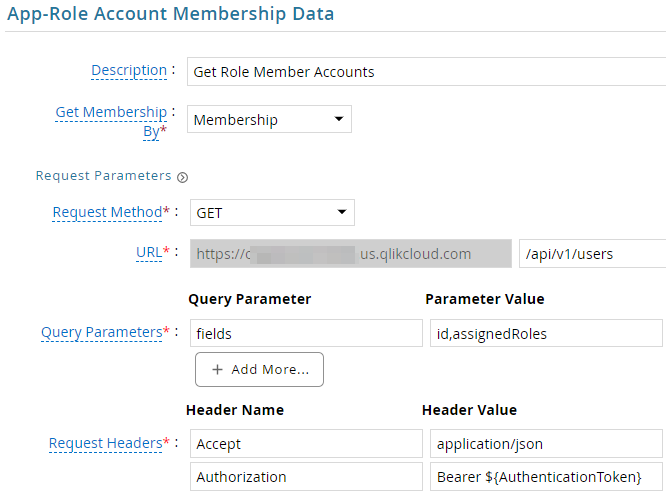 App-Role Account Membership Data
Description : Get Role Member Accounts
Get Membership By* : Membership
Request Parameters
Request Method* : GET
URL* : https:// us.qlikcloud.com /api/v1/users
Query Parameter Parameter Value
Query Parameters* : fields id,assignedRoles
+ Add More...
Header Name Header Value
Request Headers* : Accept application/json
Authorization Bearer ${AuthenticationToken}